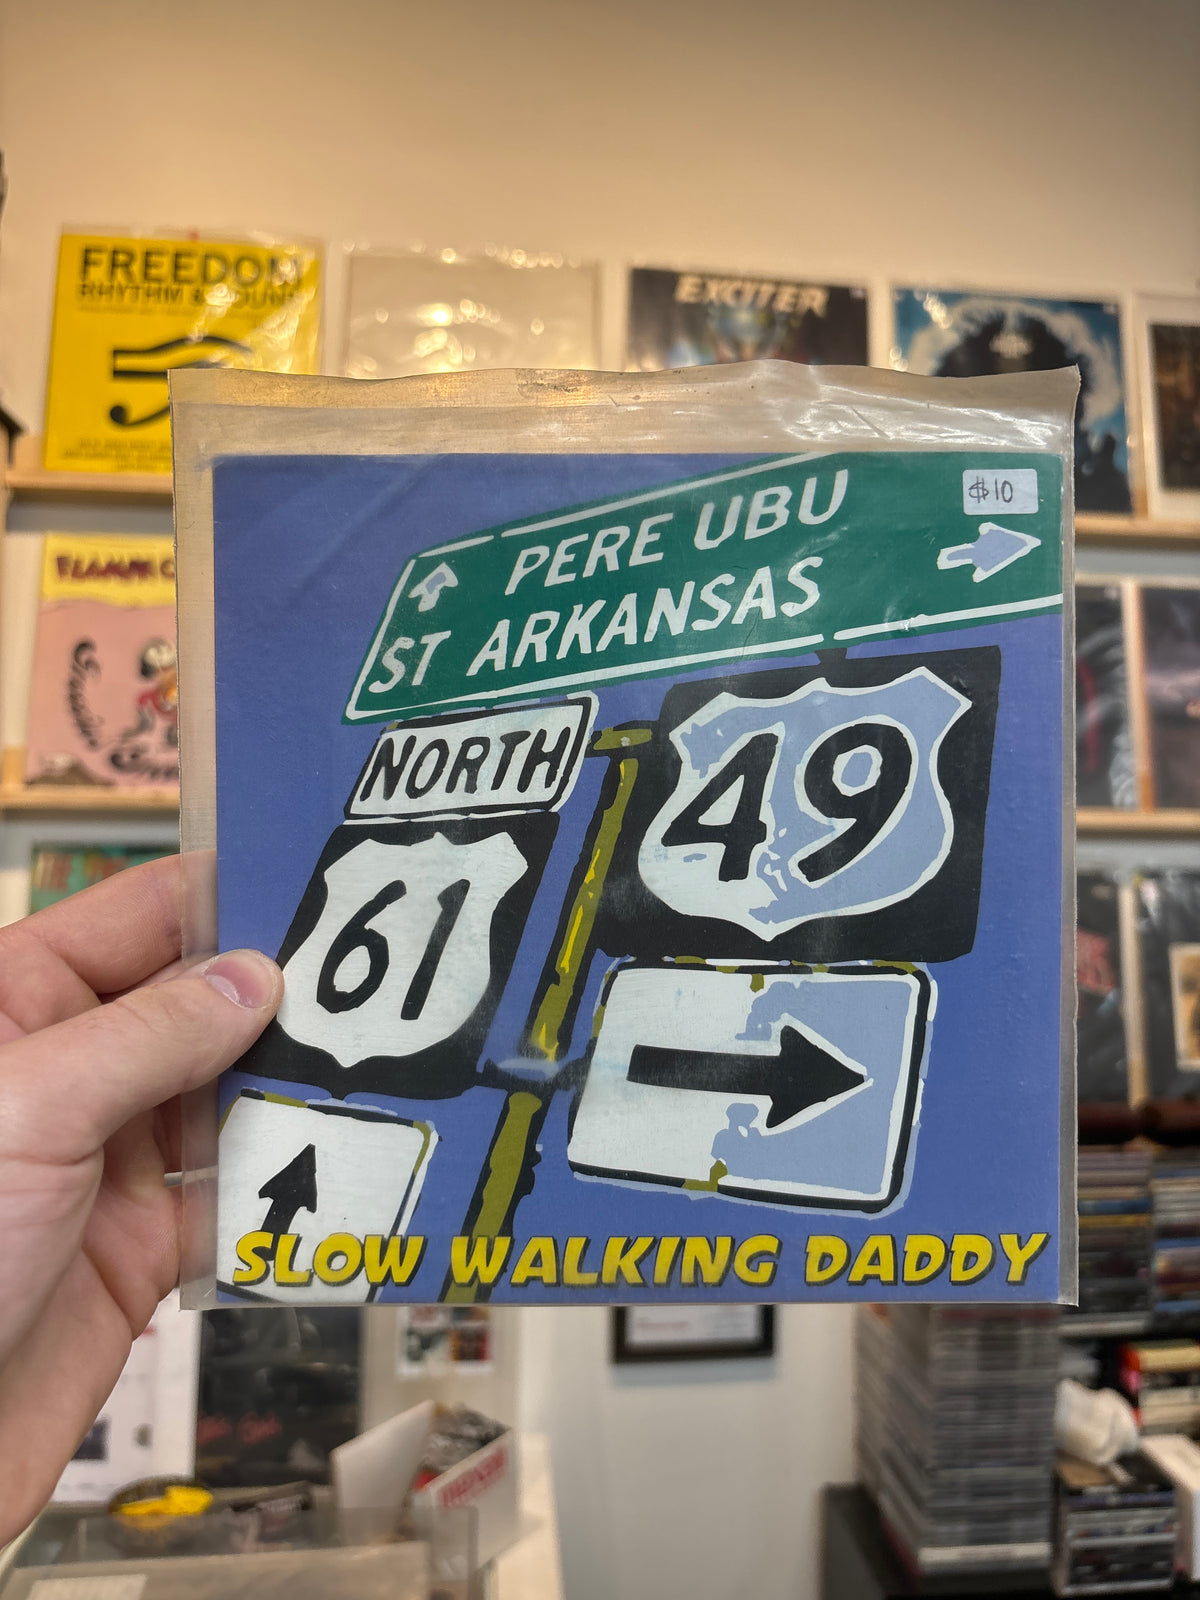 FREEDOM
RHYTHM & SOUND
EXCITER
$10
PERE UBU
ST ARKANSAS
NORTH
49
61
SLOW WALKING DADDY